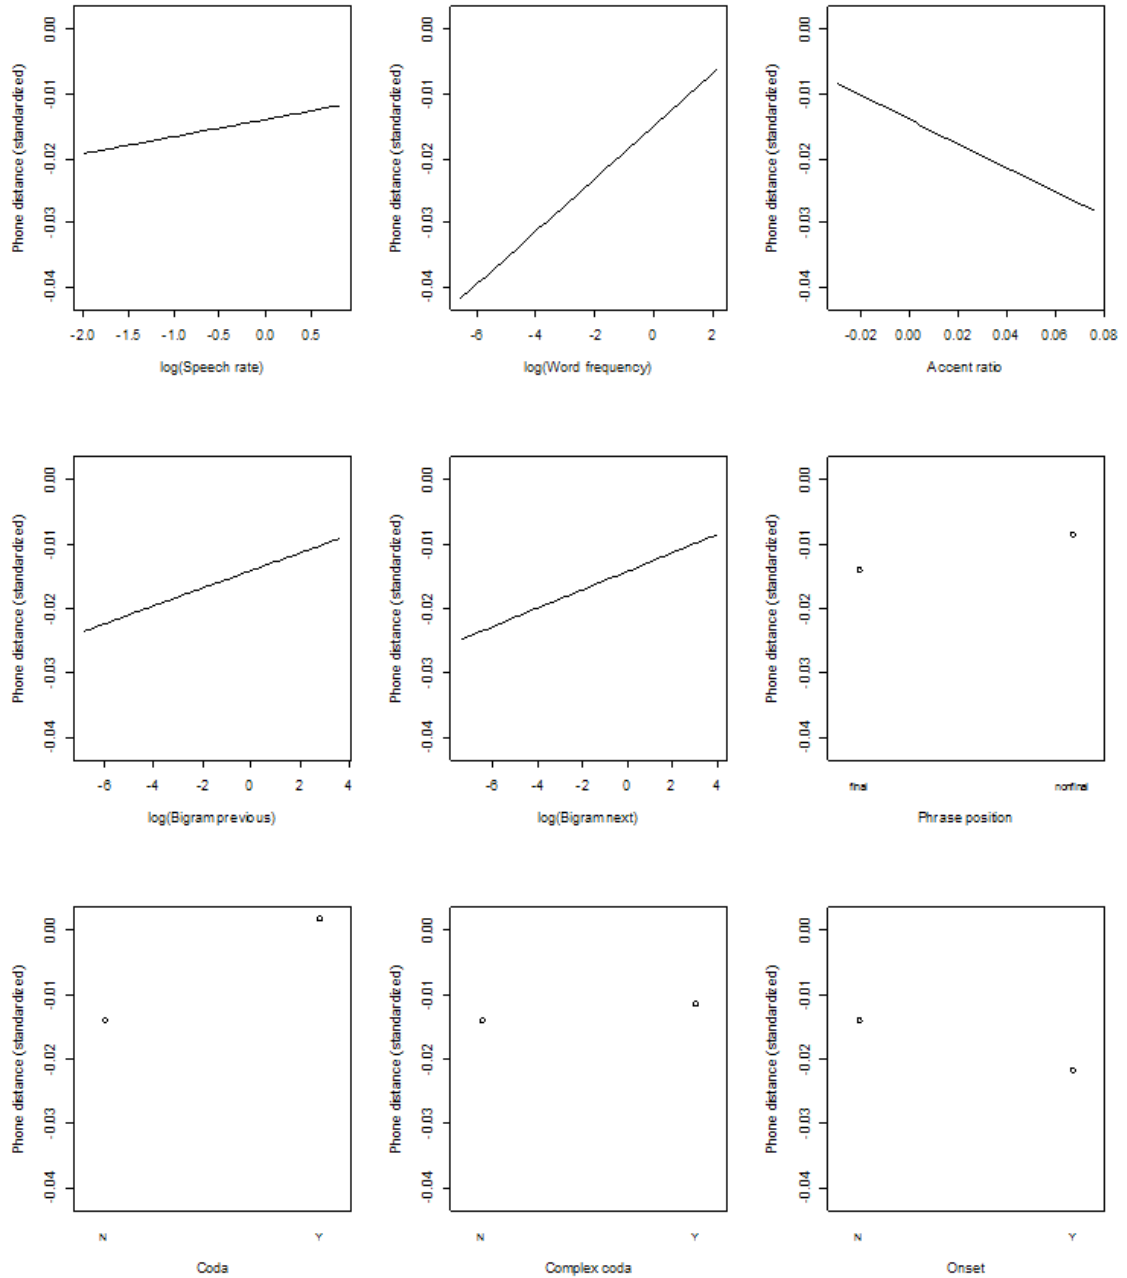 Phone distance (standardized)
0.00
-0.01
-0.02
-0.03
-0.04
-2.0 -1.5 -1.0 -0.5 0.0 0.5
log(Speech rate)
Phone distance (standardized)
0.00
-0.01
-0.02
-0.03
-0.04
-6 -4 -2 0 2
log(Word frequency)
Phone distance (standardized)
0.00
-0.01
-0.02
-0.03
-0.04
-0.02 0.00 0.02 0.04 0.06 0.08
Accent ratio
Phone distance (standardized)
0.00
-0.01
-0.02
-0.03
-0.04
-6 -4 -2 0 2 4
log(Bigram previous)
Phone distance (standardized)
0.00
-0.01
-0.02
-0.03
-0.04
-6 -4 -2 0 2 4
log(Bigram next)
Phone distance (standardized)
0.00
-0.01
-0.02
-0.03
-0.04
final nonfinal
Phrase position
Phone distance (standardized)
0.00
-0.01
-0.02
-0.03
-0.04
N Y
Coda
Phone distance (standardized)
0.00
-0.01
-0.02
-0.03
-0.04
N Y
Complex coda
Phone distance (standardized)
0.00
-0.01
-0.02
-0.03
-0.04
N Y
Onset